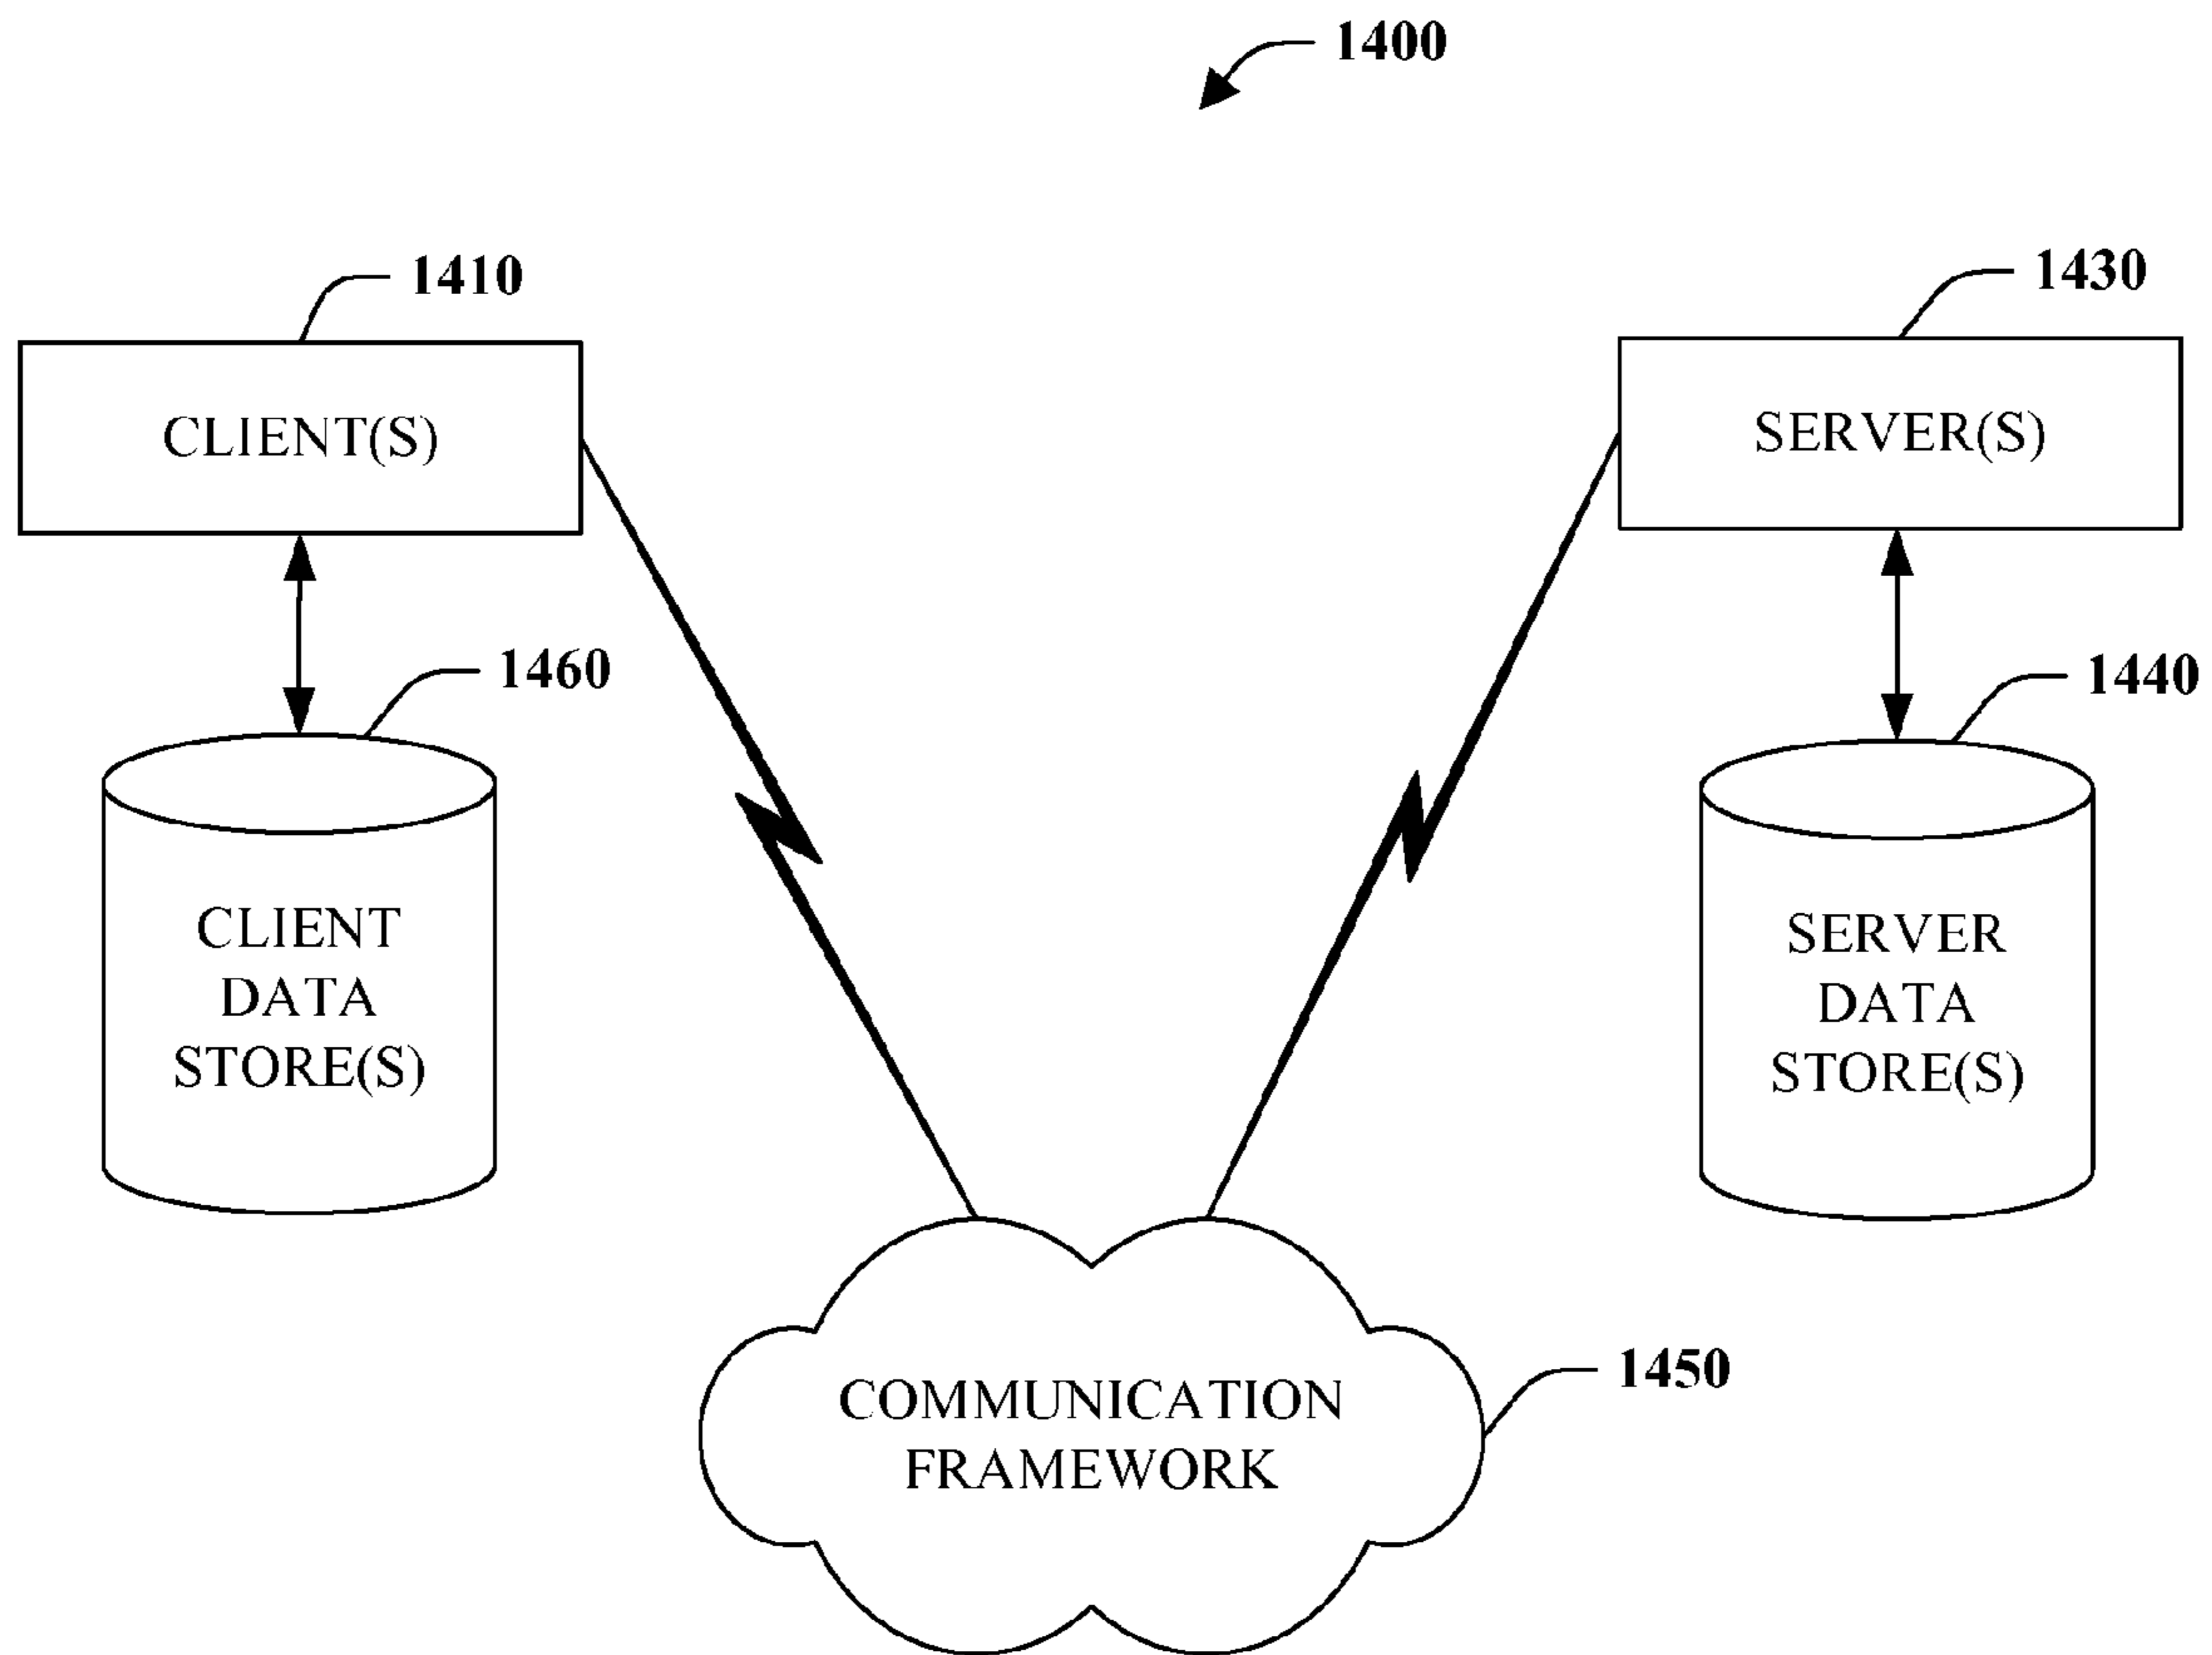 1400
1410
1430
CLIENT(S)
SERVER(S)
1460
1440
CLIENT
DATA
STORE(S)
SERVER
DATA
STORE(S)
1450
COMMUNICATION
FRAMEWORK